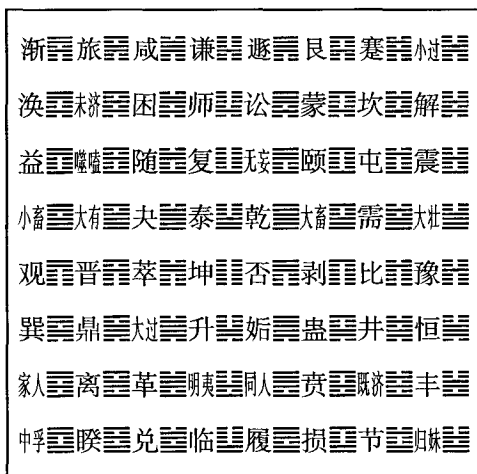 渐 旅 咸 谦 遯 艮 蹇 小过
涣 未济 困 师 讼 蒙 坎 解
益 噬嗑 随 复 无妄 颐 屯 震
小畜 大有 夬 泰 乾 大畜 需 大壮
观 晋 萃 坤 否 剥 比 豫
巽 鼎 大过 升 姤 蛊 井 恒
家人 离 革 明夷 同人 贲 既济 丰
中孚 睽 兑 临 履 损 节 归妹